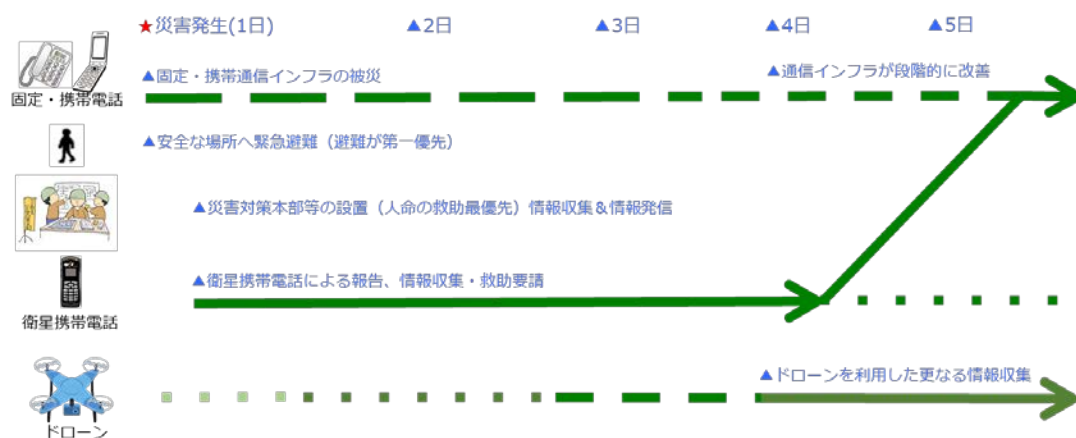 ★災害発生(1日) ▲2日 ▲3日 ▲4日 ▲5日
▲固定・携帯通信インフラの被災 ▲通信インフラが段階的に改善
固定・携帯電話
▲安全な場所へ緊急避難（避難が第一優先）
▲災害対策本部等の設置（人命の救助最優先）情報収集＆情報発信
▲衛星携帯電話による報告、情報収集・救助要請
衛星携帯電話
▲ドローンを利用した更なる情報収集
ドローン